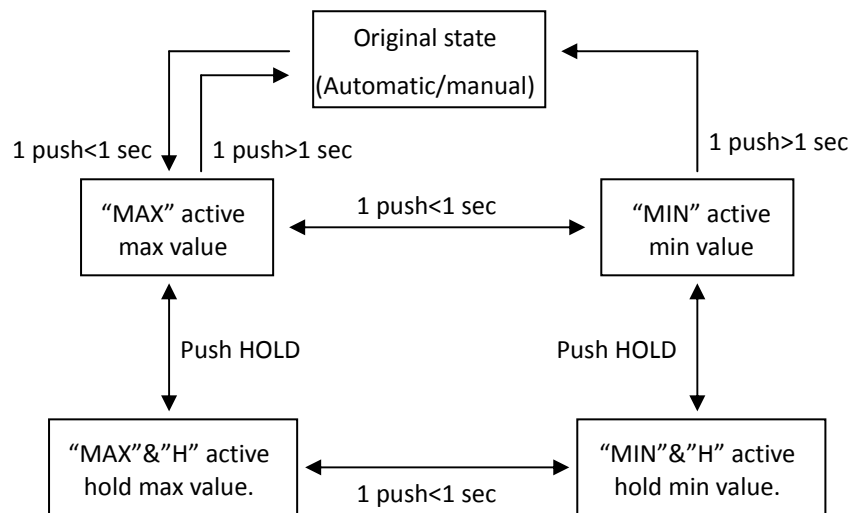 Original state
(Automatic/manual)
1 push<1 sec
1 push>1 sec
1 push>1 sec
“MAX” active
max value
1 push<1 sec
“MIN” active
min value
Push HOLD
Push HOLD
“MAX”&”H” active
hold max value.
1 push<1 sec
“MIN”&”H” active
hold min value.